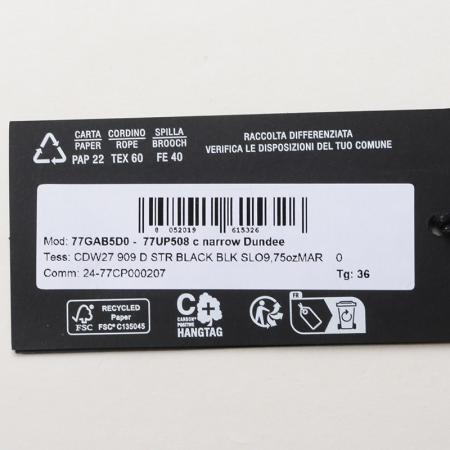 CARTA CORDINO SPILLA
PAPER ROPE BROOCH
PAP 22 TEX 60 FE 40
RACCOLTA DIFFERENZIATA
VERIFICA LE DISPOSIZIONI DEL TUO COMUNE
8 052019 615326
Mod: 77GAB5D0 - 77UP508 c narrow Dundee
Tess: CDW27 909 D STR BLACK BLK SLO9,75ozMAR 0
Comm: 24-77CP000207 Tg: 36
FSC RECYCLED Paper
FSC® C135045
C+
CARBON POSITIVE
HANGTAG
FR